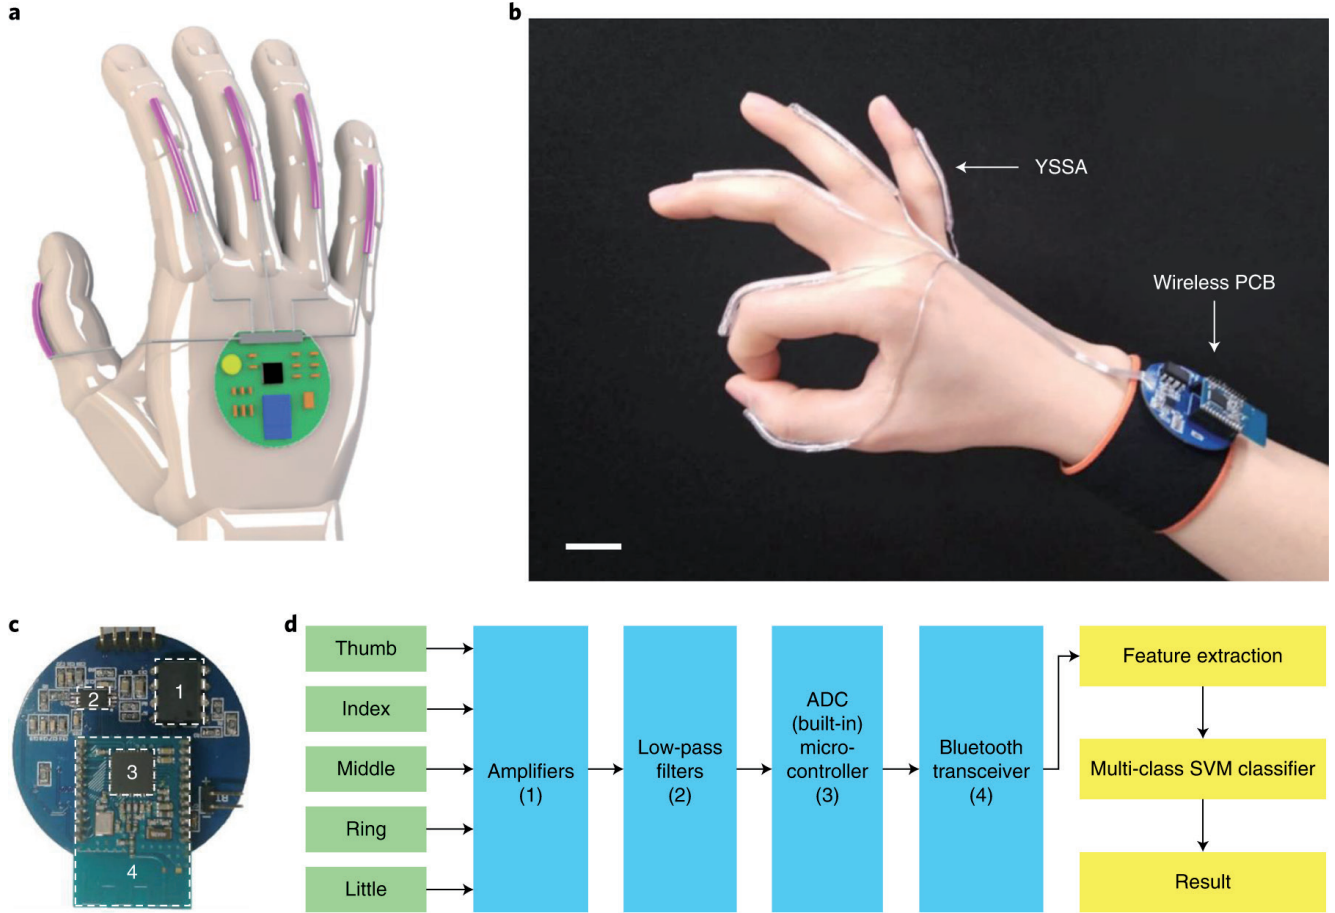 a
b
YSSA
Wireless PCB
c
1
2
3
4
d
Thumb
Index
Middle
Ring
Little
Amplifiers
(1)
Low-pass
filters
(2)
ADC
(built-in)
micro-
controller
(3)
Bluetooth
transceiver
(4)
Feature extraction
Multi-class SVM classifier
Result